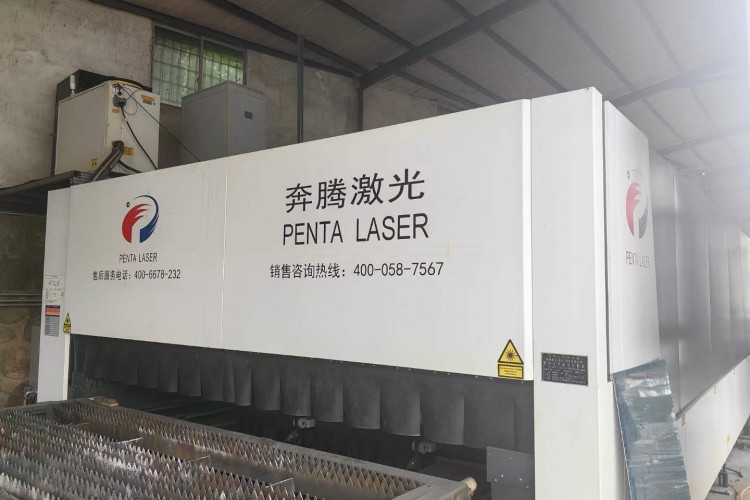 PENTA LASER
售后服务电话：400-6678-232
奔腾激光
PENTA LASER
销售咨询热线：400-058-7567
PENTA LASER